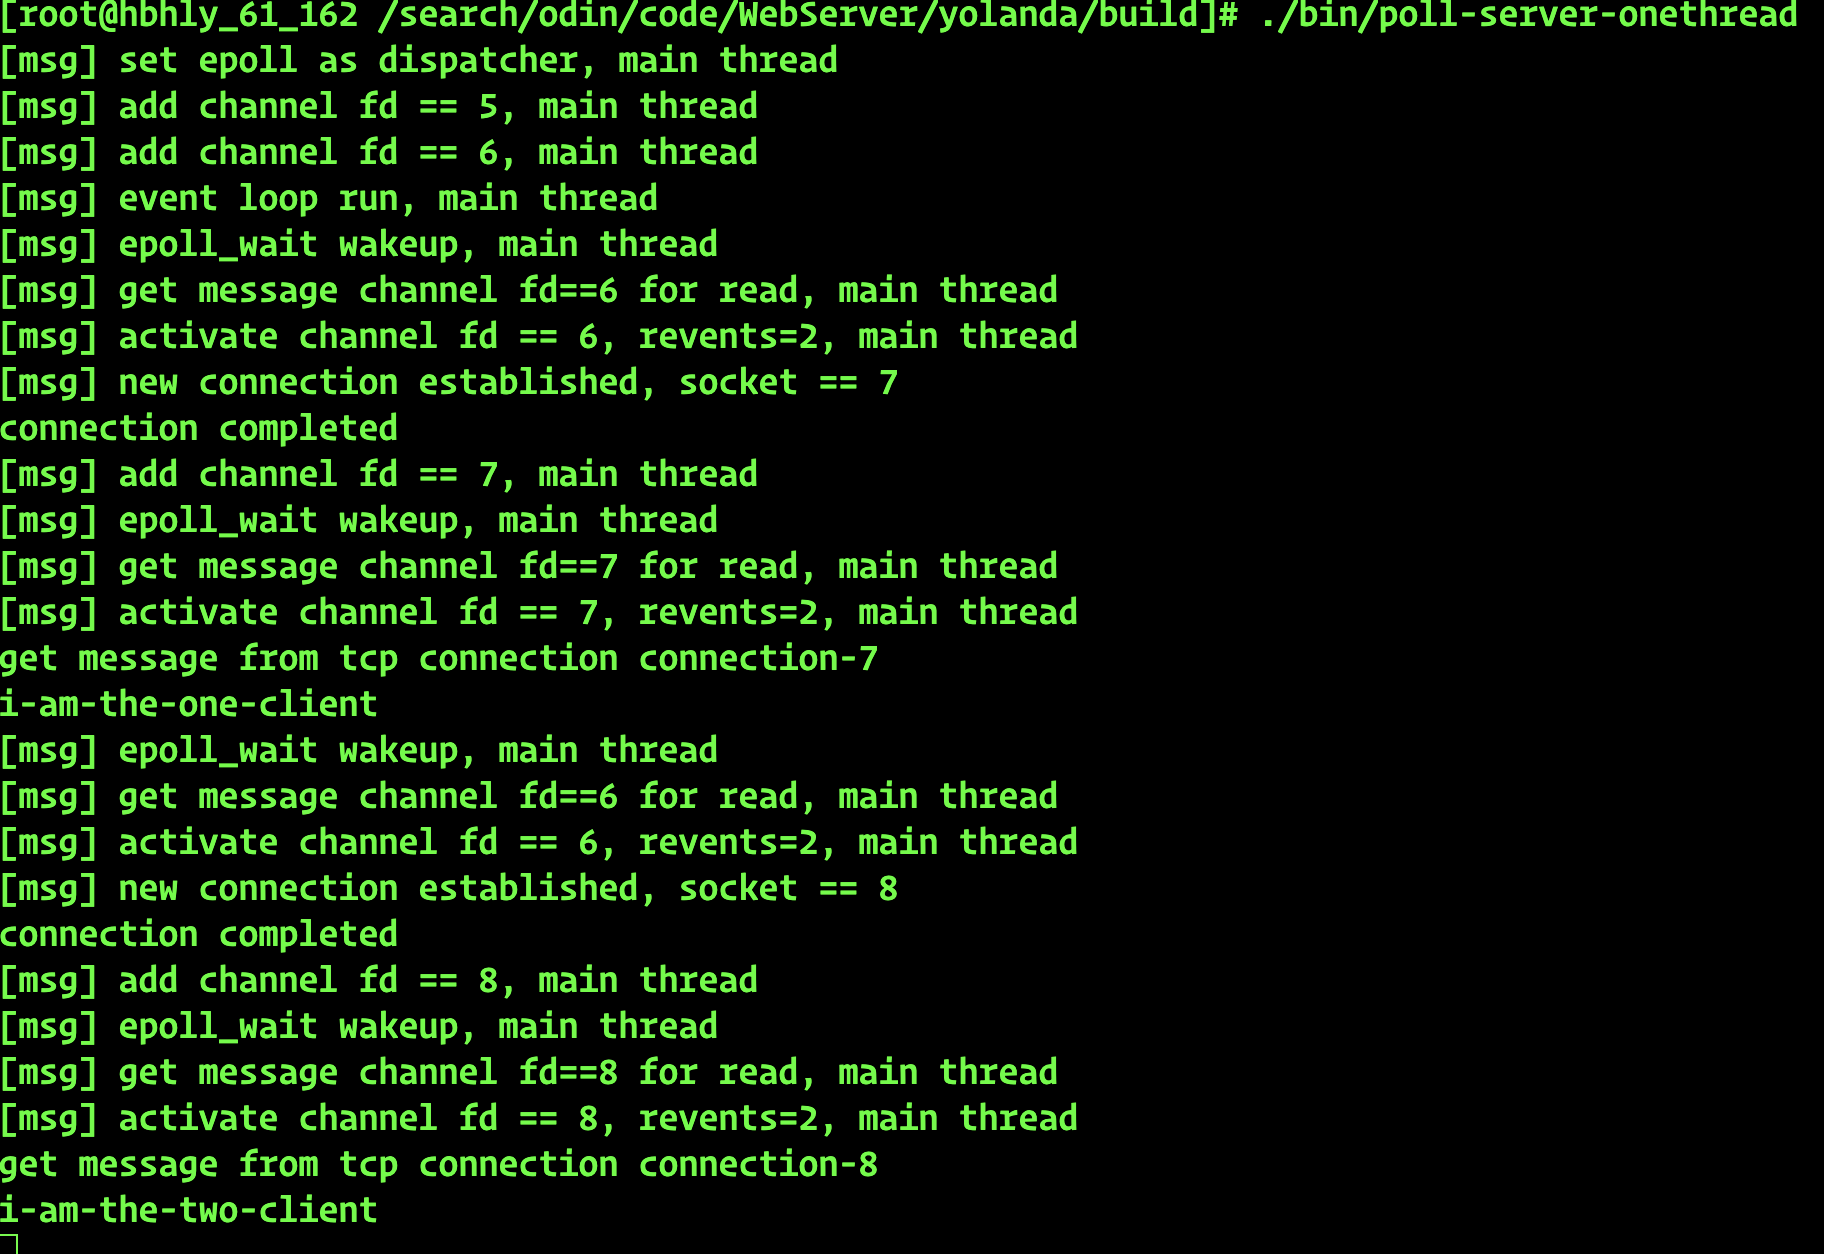 [root@hbhly_61_162 /search/odin/code/WebServer/yolanda/build]# ./bin/poll-server-onethread
[msg] set epoll as dispatcher, main thread
[msg] add channel fd == 5, main thread
[msg] add channel fd == 6, main thread
[msg] event loop run, main thread
[msg] epoll_wait wakeup, main thread
[msg] get message channel fd==6 for read, main thread
[msg] activate channel fd == 6, revents=2, main thread
[msg] new connection established, socket == 7
connection completed
[msg] add channel fd == 7, main thread
[msg] epoll_wait wakeup, main thread
[msg] get message channel fd==7 for read, main thread
[msg] activate channel fd == 7, revents=2, main thread
get message from tcp connection connection-7
i-am-the-one-client
[msg] epoll_wait wakeup, main thread
[msg] get message channel fd==6 for read, main thread
[msg] activate channel fd == 6, revents=2, main thread
[msg] new connection established, socket == 8
connection completed
[msg] add channel fd == 8, main thread
[msg] epoll_wait wakeup, main thread
[msg] get message channel fd==8 for read, main thread
[msg] activate channel fd == 8, revents=2, main thread
get message from tcp connection connection-8
i-am-the-two-client